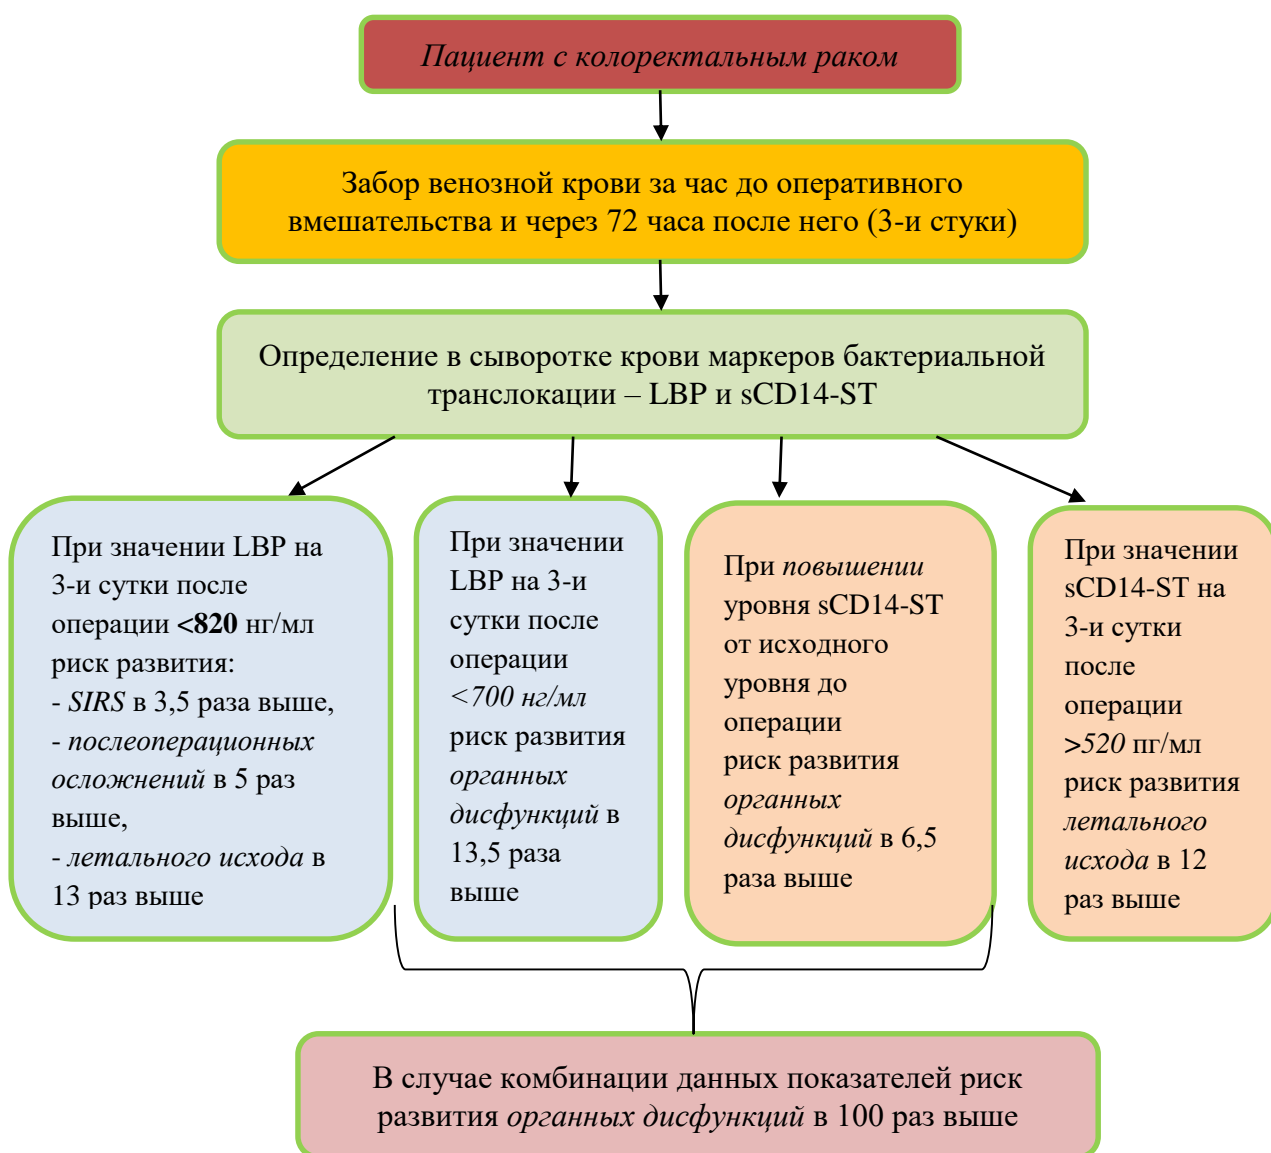 Пациент с колоректальным раком
Забор венозной крови за час до оперативного
вмешательства и через 72 часа после него (3-и стуки)
Определение в сыворотке крови маркеров бактериальной
транслокации – LBP и sCD14-ST
При значении LBP на
3-и сутки после
операции <820 нг/мл
риск развития:
- SIRS в 3,5 раза выше,
- послеоперационных
осложнений в 5 раз
выше,
- летального исхода в
13 раз выше
При значении
LBP на 3-и
сутки после
операции
<700 нг/мл
риск развития
органных
дисфункций в
13,5 раза
выше
При повышении
уровня sCD14-ST
от исходного
уровня до
операции
риск развития
органных
дисфункций в 6,5
раза выше
При значении
sCD14-ST на
3-и сутки
после
операции
>520 пг/мл
риск развития
летального
исхода в 12
раз выше
В случае комбинации данных показателей риск
развития органных дисфункций в 100 раз выше